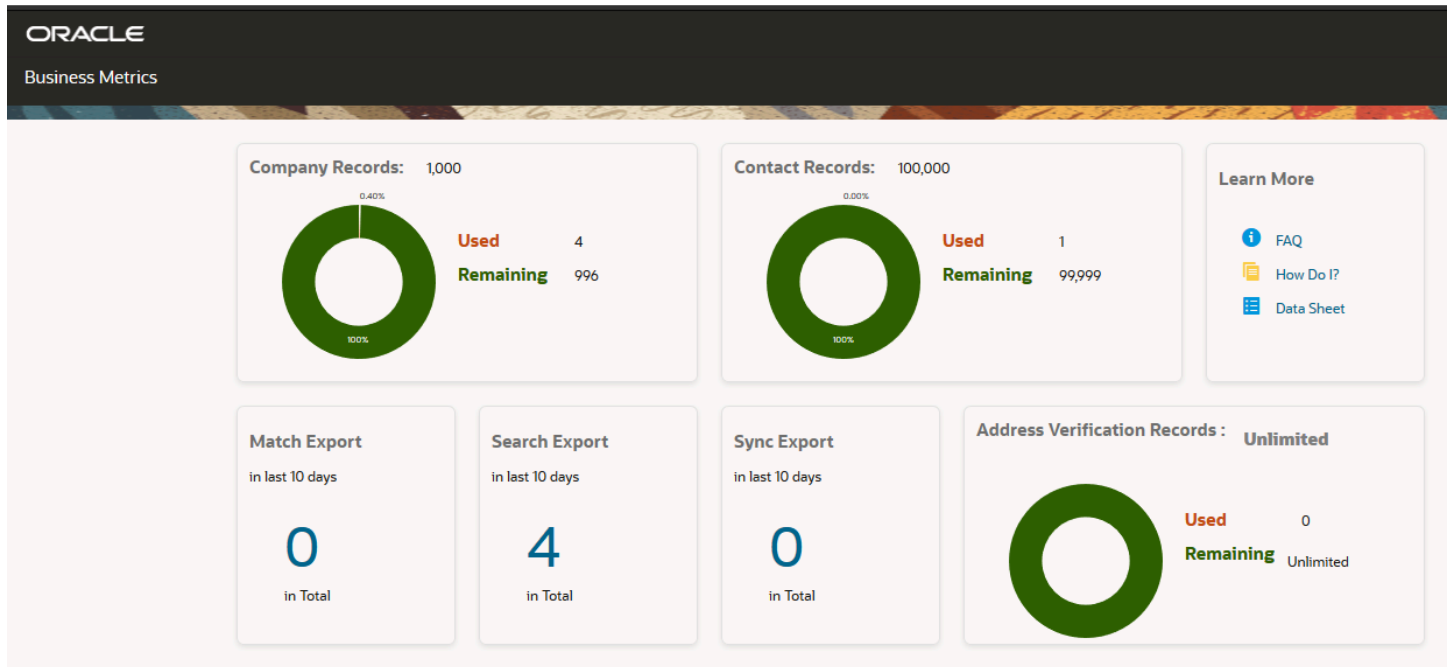 ORACLE
Business Metrics
Company Records: 1,000
0.40%
Used 4
Remaining 996
100%
Contact Records: 100,000
0.00%
Used 1
Remaining 99,999
100%
Learn More
FAQ
How Do I?
Data Sheet
Match Export
in last 10 days
0
in Total
Search Export
in last 10 days
4
in Total
Sync Export
in last 10 days
0
in Total
Address Verification Records : Unlimited
Used 0
Remaining Unlimited